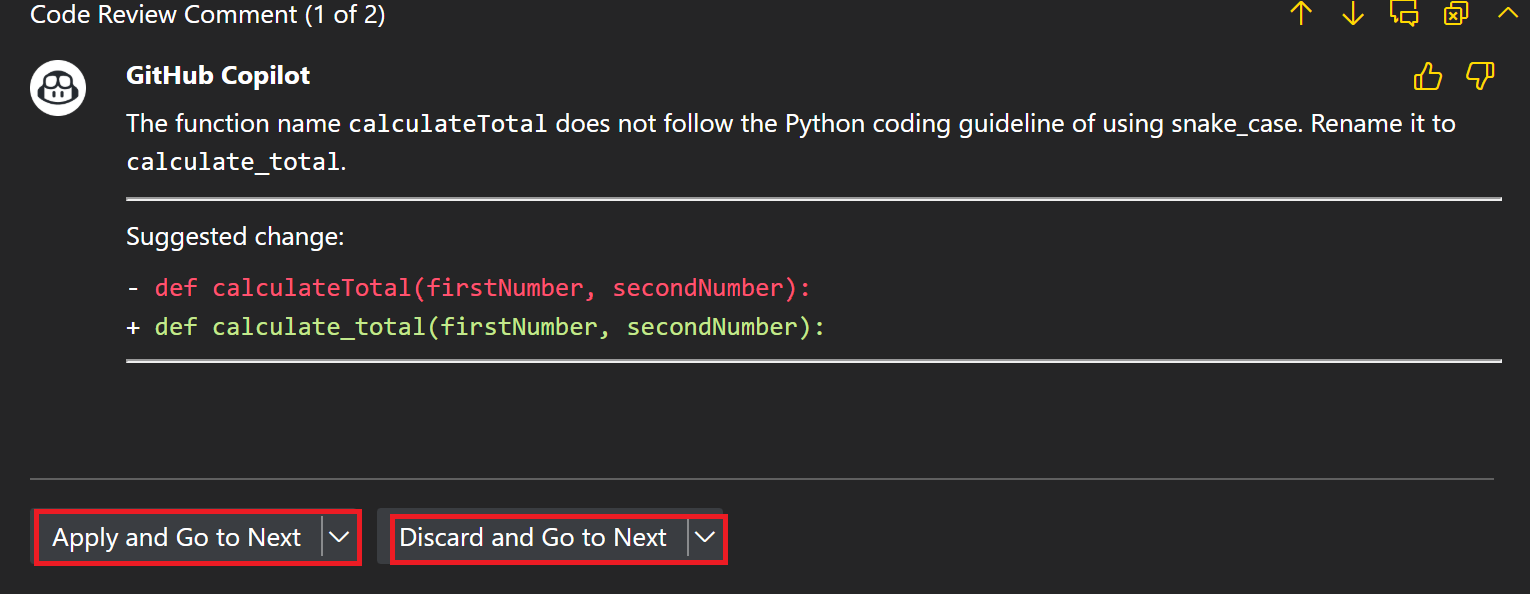 Code Review Comment (1 of 2)
GitHub Copilot
The function name calculateTotal does not follow the Python coding guideline of using snake_case. Rename it to
calculate_total.
Suggested change:
- def calculateTotal(firstNumber, secondNumber):
+ def calculate_total(firstNumber, secondNumber):
Apply and Go to Next
Discard and Go to Next